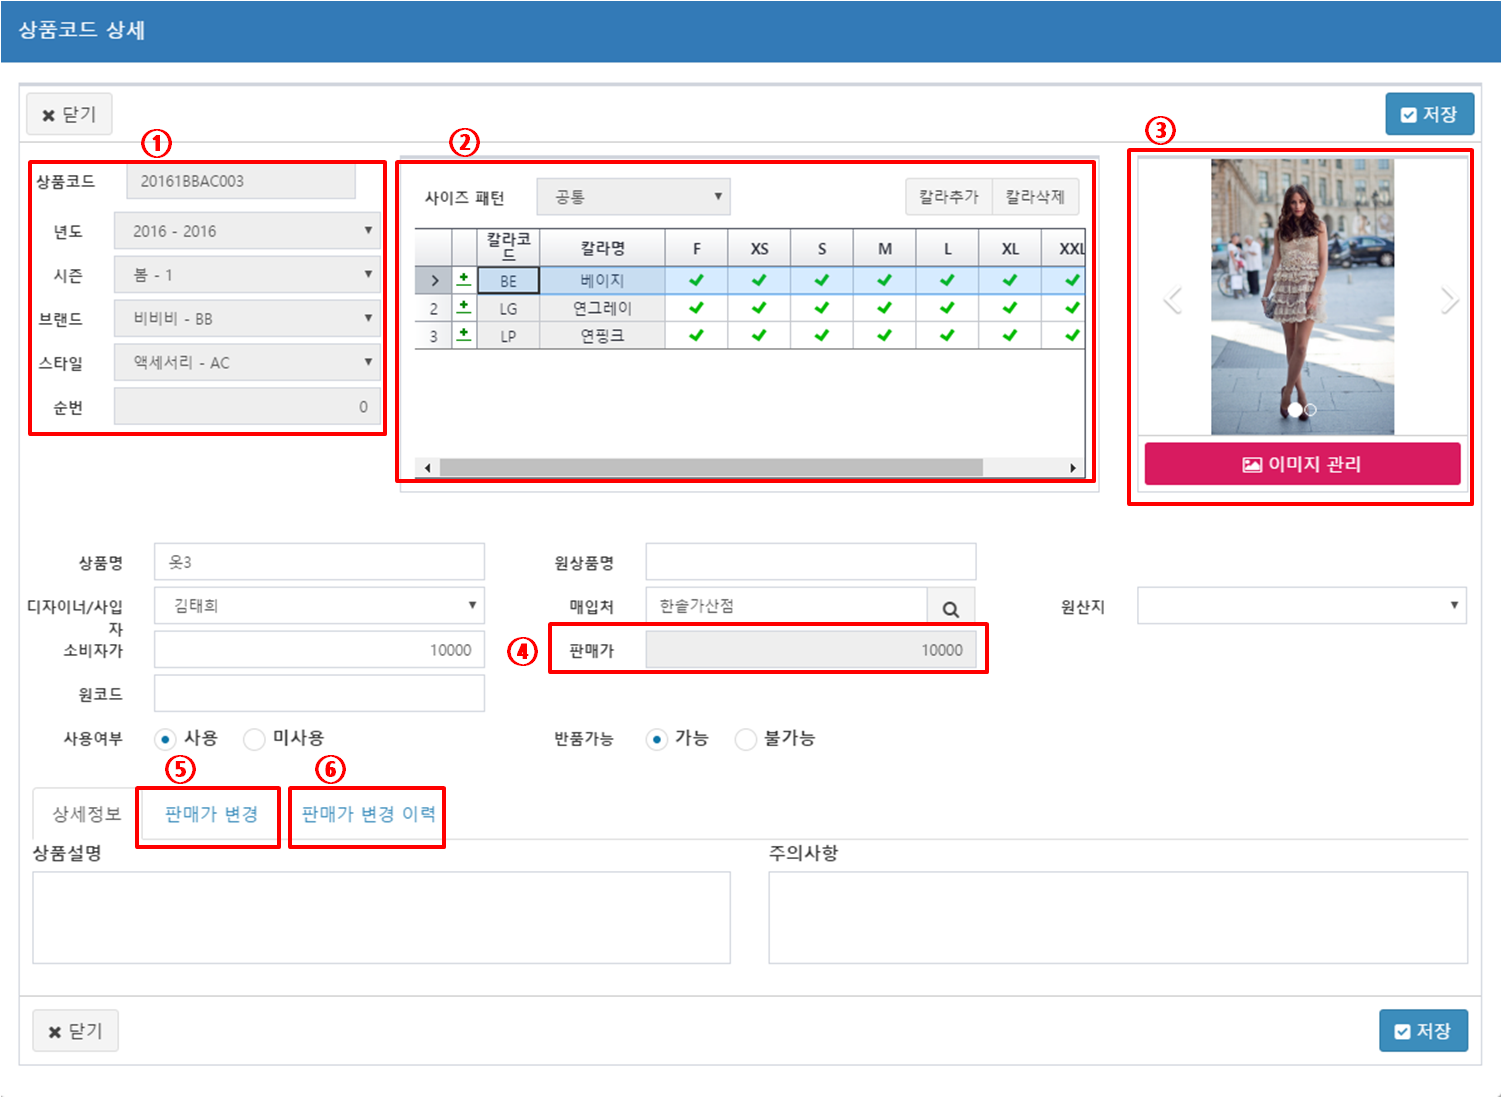 상품코드 상세
닫기
저장
①
②
③
상품코드 20161BBAC003
년도 2016 - 2016
시즌 봄 - 1
브랜드 비비비 - BB
스타일 액세서리 - AC
순번 0
사이즈 패턴 공통 칼라추가 칼라삭제
칼라코드 칼라명 F XS S M L XL XXL
BE 베이지
2 LG 연그레이
3 LP 연핑크
이미지 관리
상품명 옷3 원상품명
디자이너/사입자 김태희 매입처 한솔가산점 원산지
소비자가 10000 ④ 판매가 10000
원코드
사용여부 사용 미사용 반품가능 가능 불가능
⑤ ⑥
상세정보 판매가 변경 판매가 변경 이력
상품설명 주의사항
닫기 저장